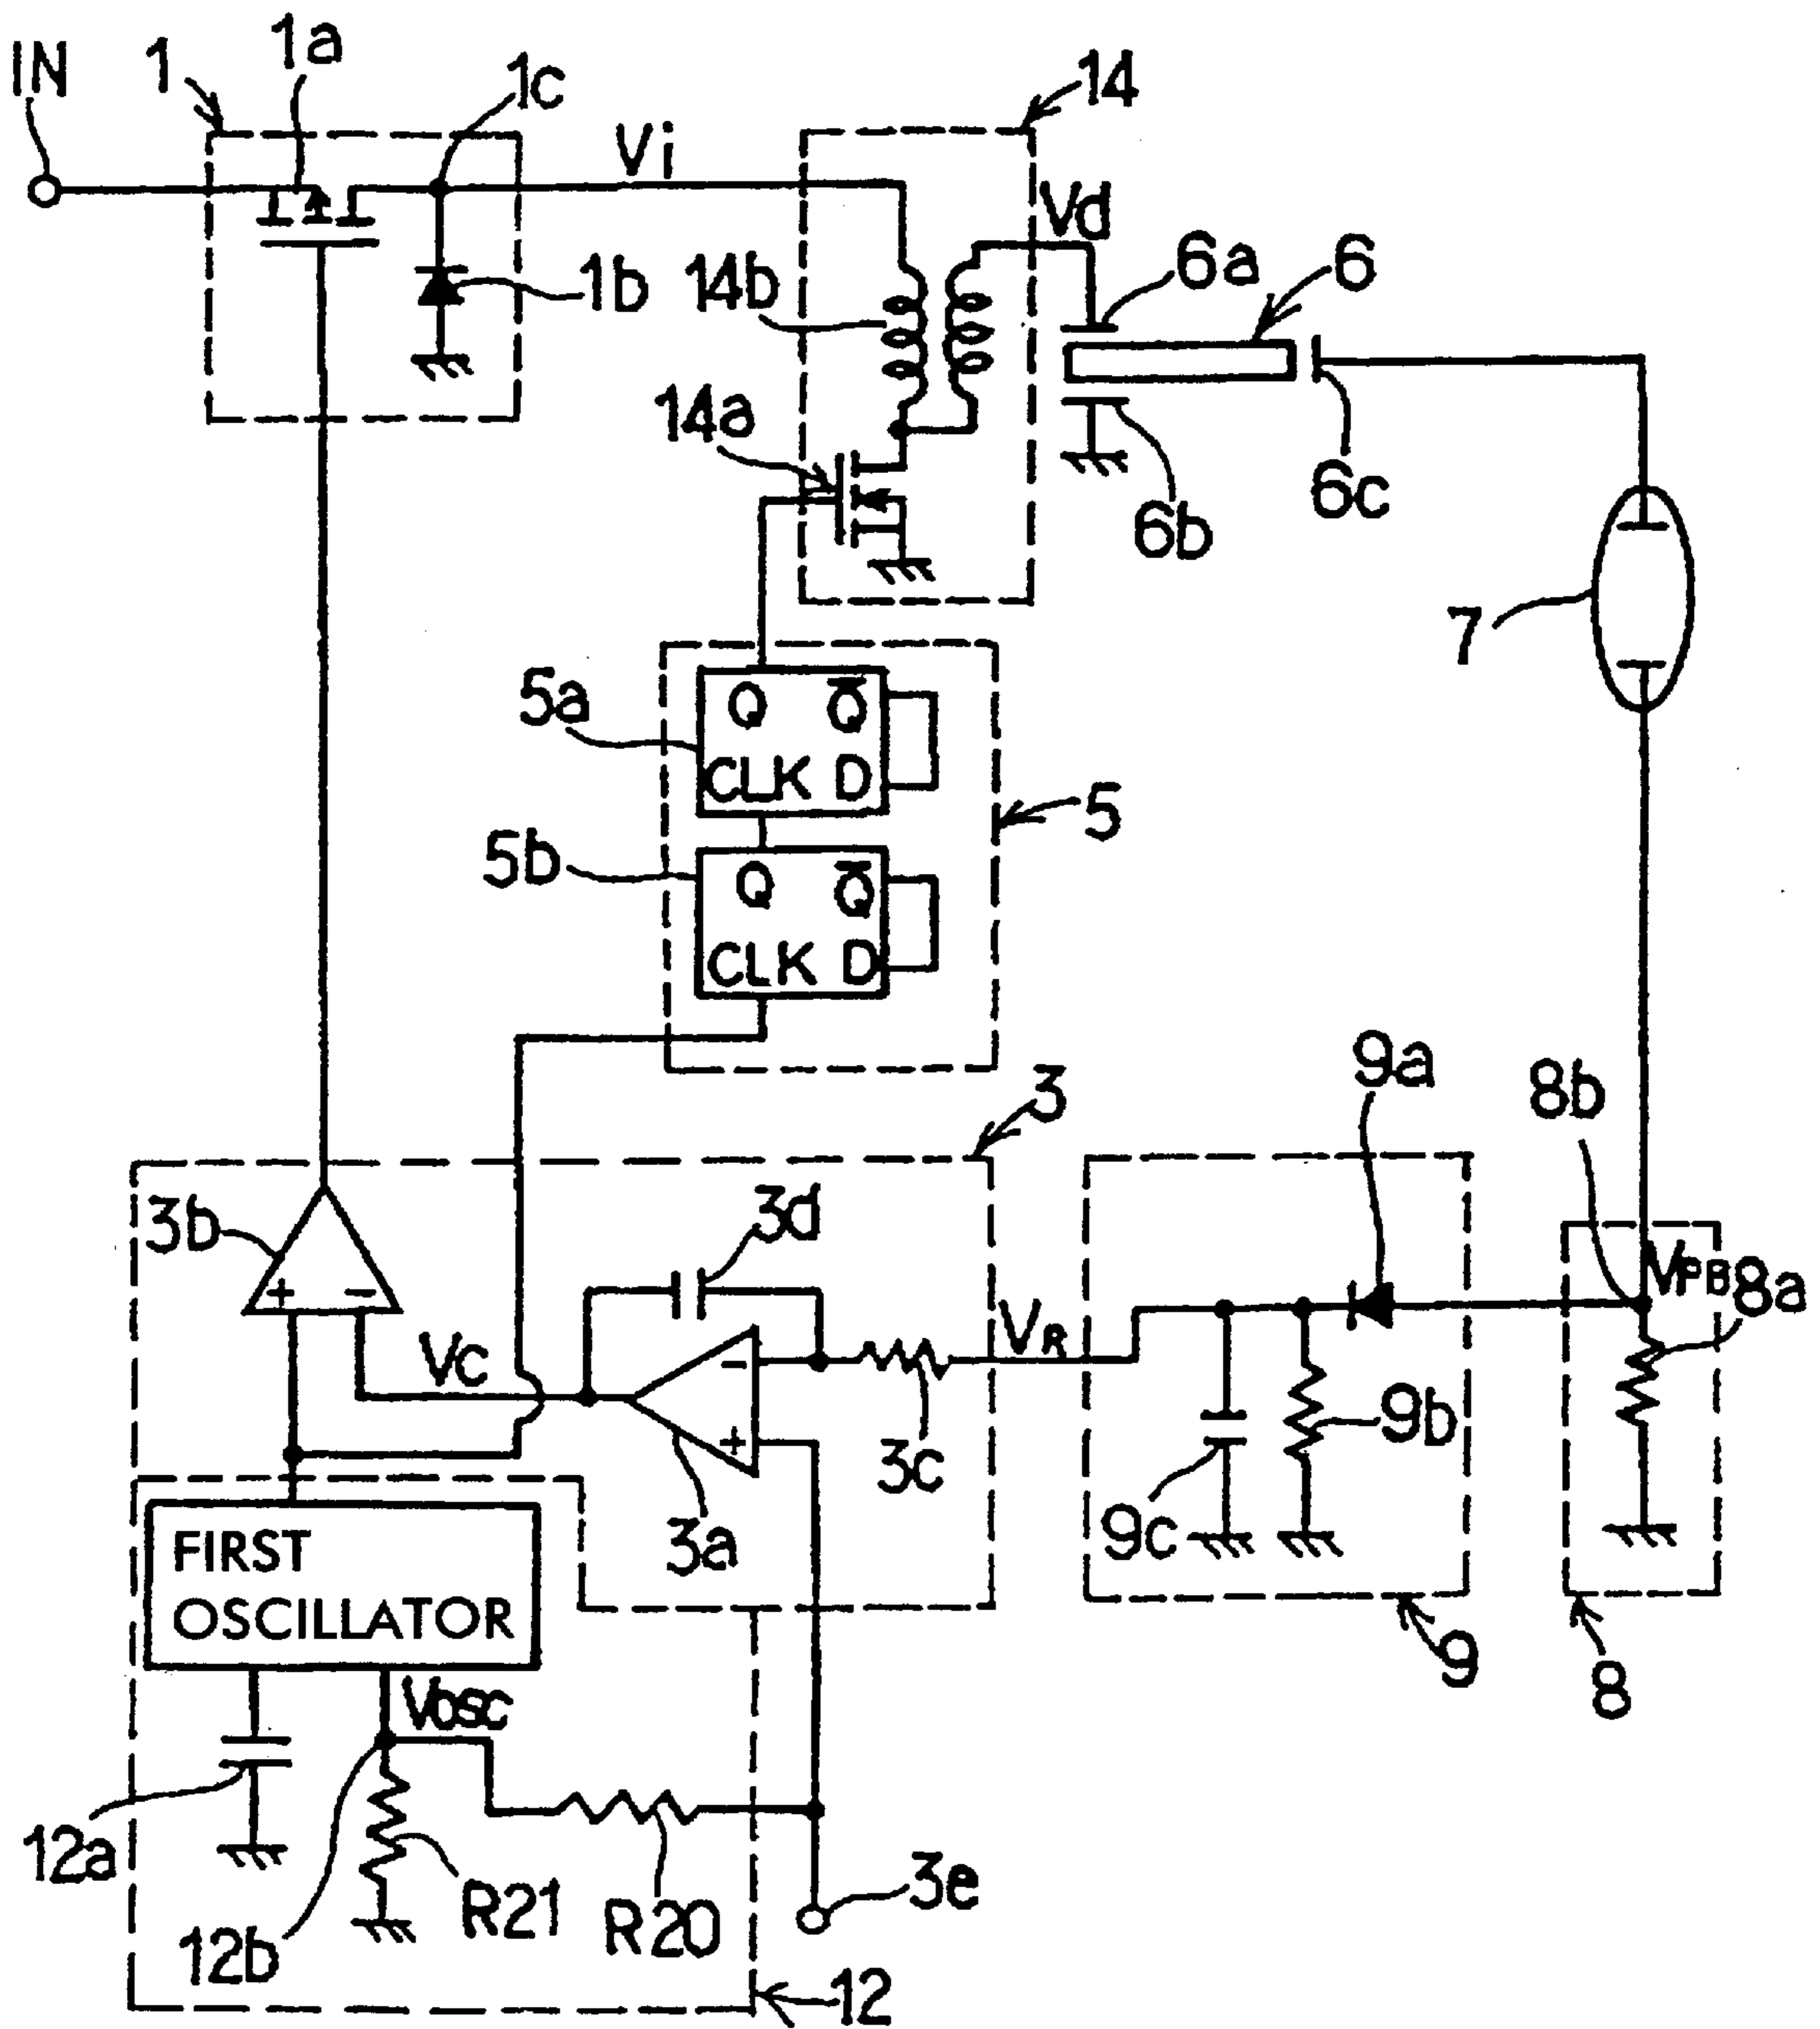 IN
1
1a
1c
14
Vi
Vd
6a
6
1b
14b
14a
6c
6b
7
5a
Q Q̅
CLK D
5
5b
Q Q̅
CLK D
9a
8b
3
3b
3d
VPB
8a
+ −
VR
Vc
−
+
3c
9b
9c
3a
FIRST
OSCILLATOR
9
8
Vosc
12a
R21
R20
3e
12b
12